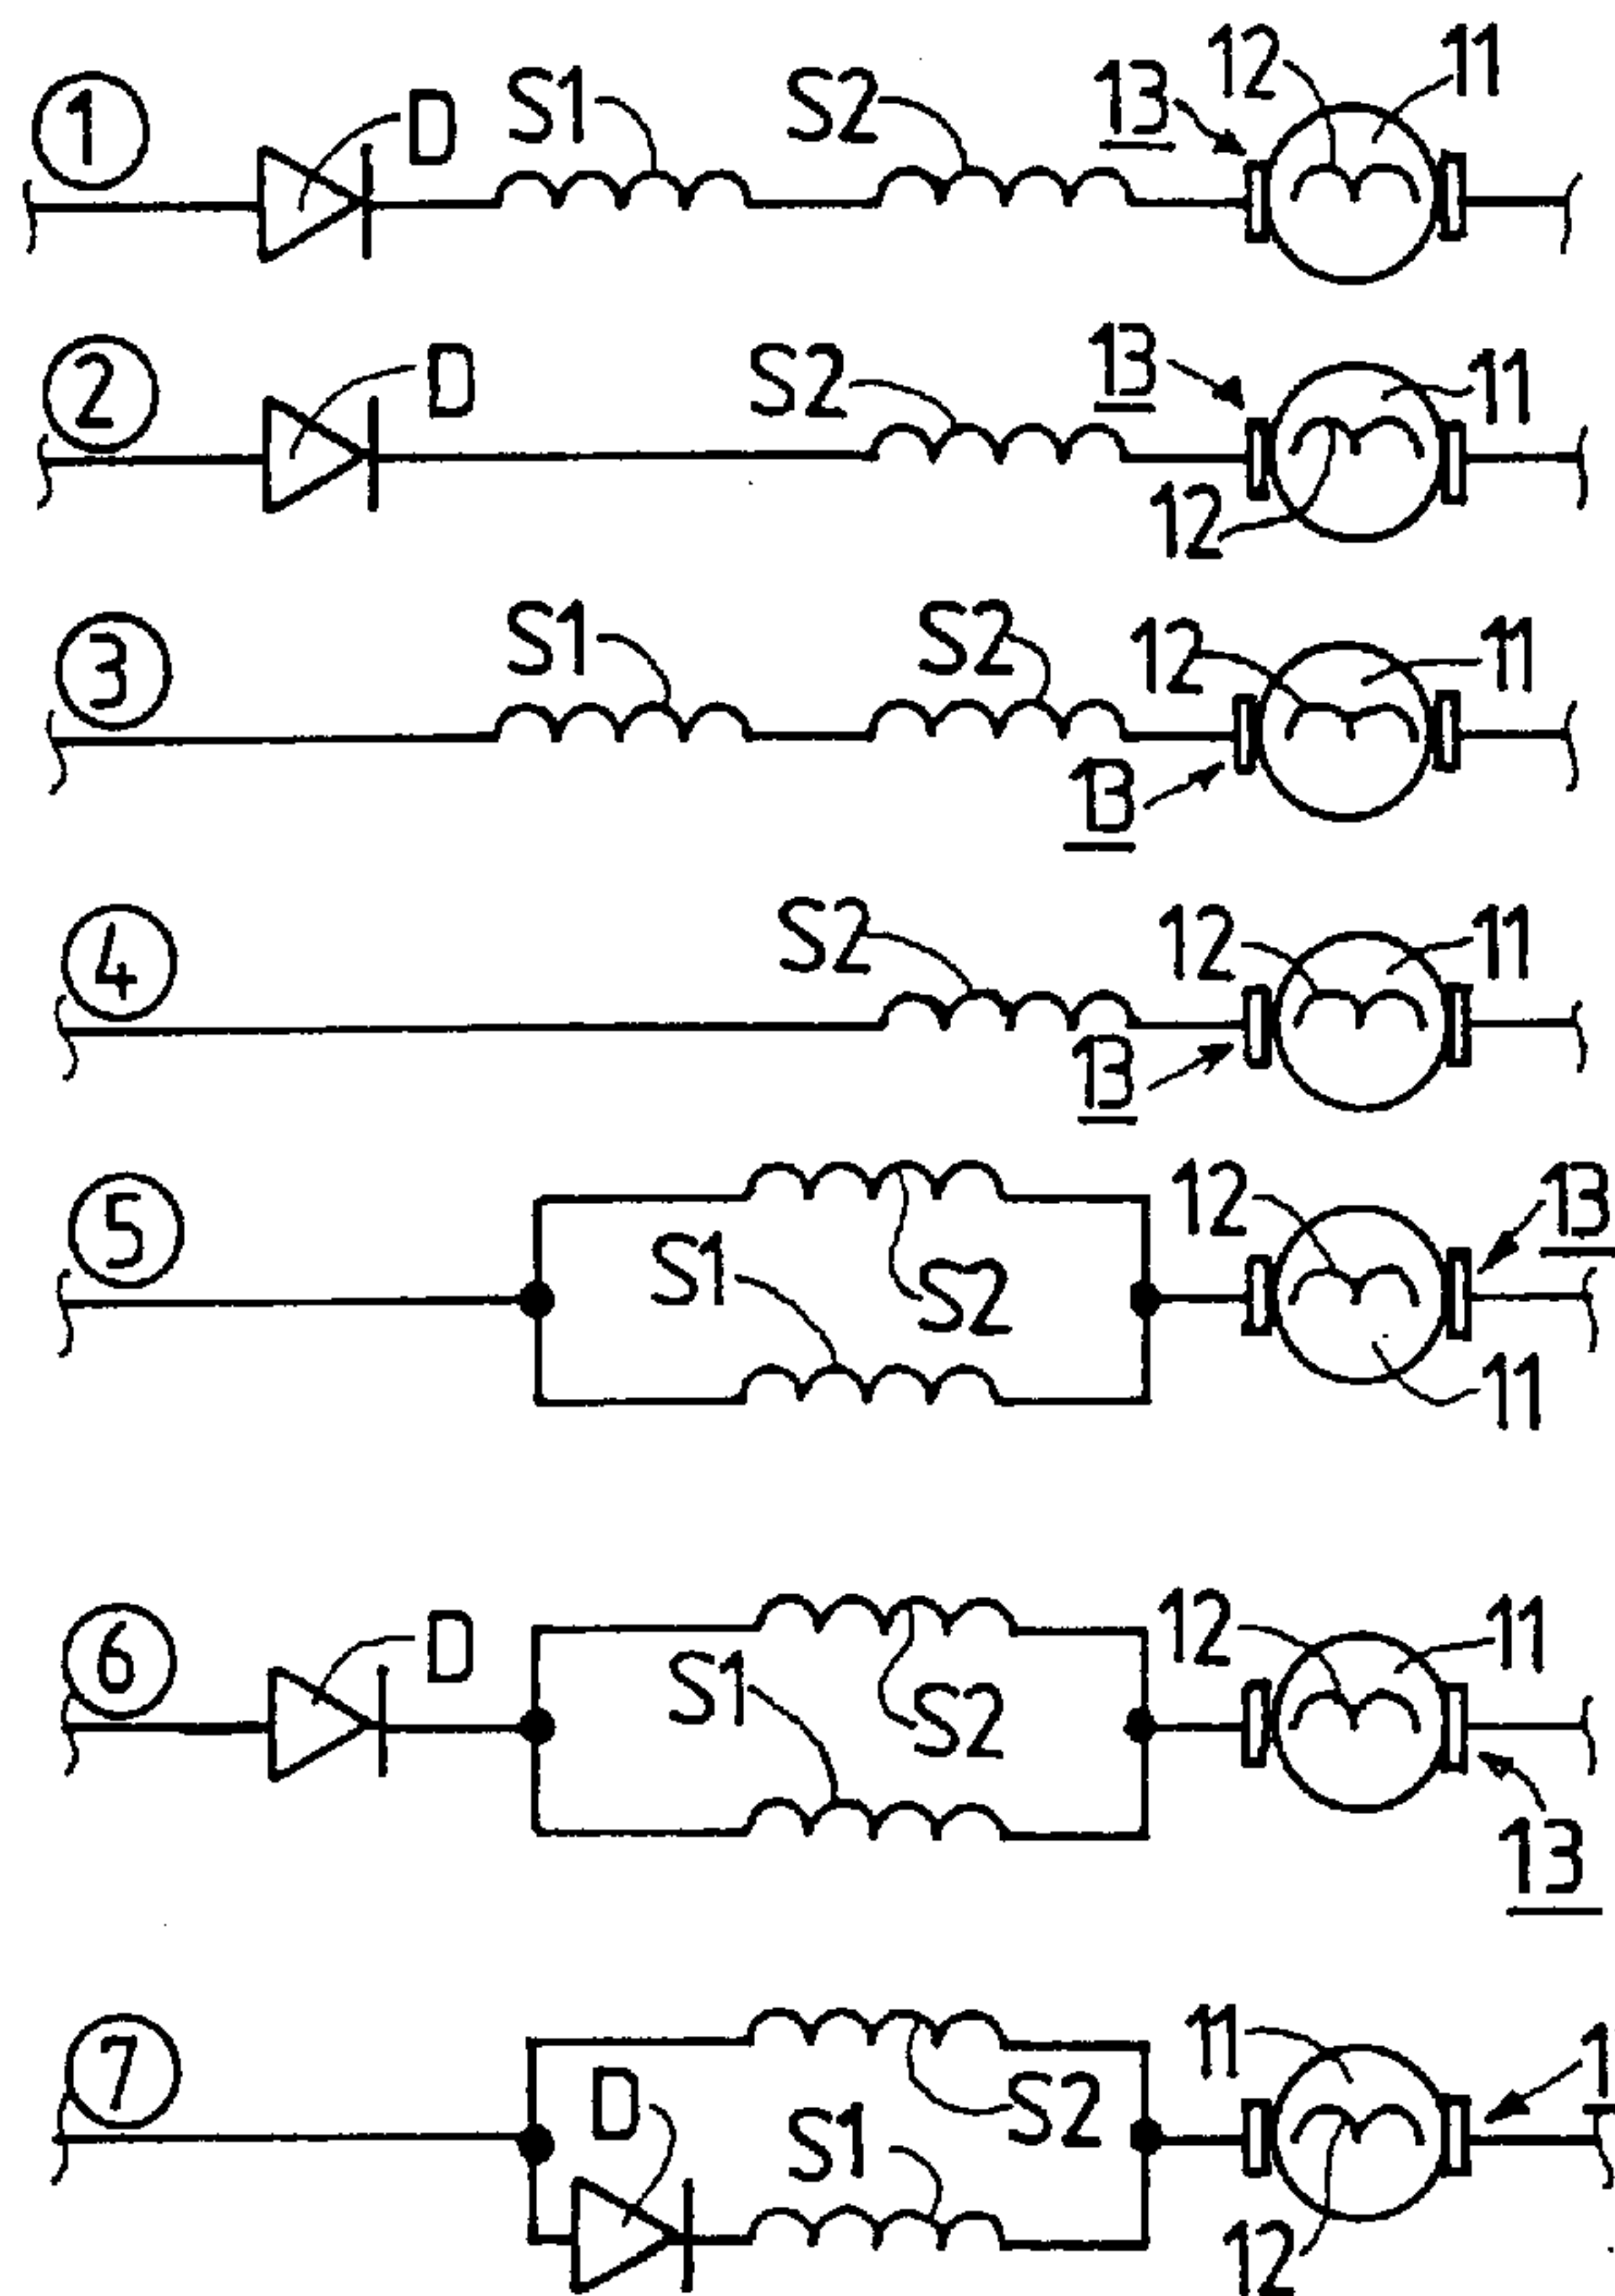 1 D S1 S2 13 12 11
2 D S2 13 12 11
3 S1 S2 12 13 11
4 S2 12 13 11
5 S1 S2 12 13 11
6 D S1 S2 12 11 13
7 D S1 S2 11 12 1